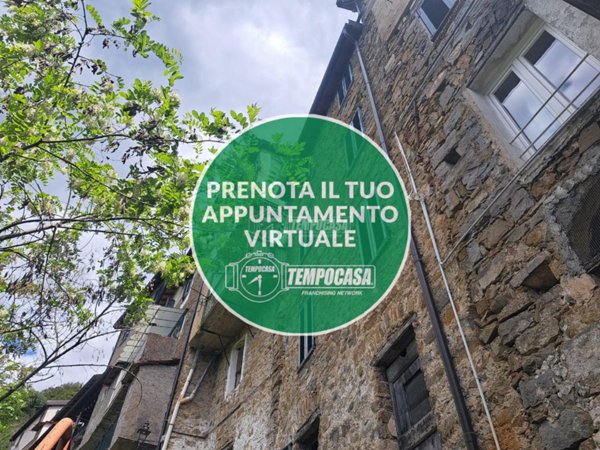 PRENOTA IL TUO
APPUNTAMENTO
VIRTUALE
TEMPOCASA
TEMPOCASA
FRANCHISING NETWORK